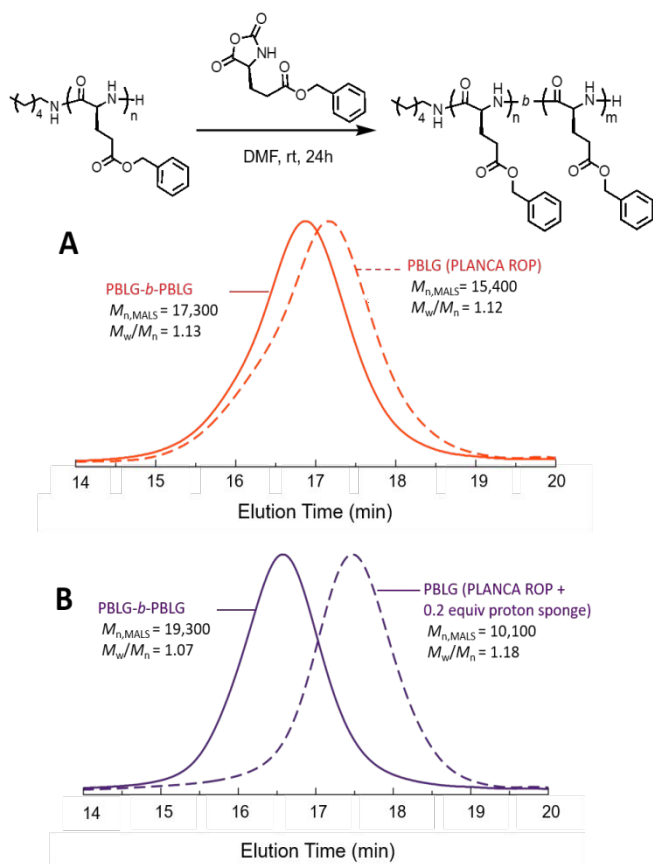 O
O
O
NH
O
O
O
O
4
N
H
O
H
N
n
H
O
O
DMF, rt, 24h
4
N
H
O
H
N
n
b
O
H
N
m
H
O
O
O
O
A
PBLG-b-PBLG
Mn,MALS = 17,300
Mw/Mn = 1.13
PBLG (PLANCA ROP)
Mn,MALS = 15,400
Mw/Mn = 1.12
14 15 16 17 18 19 20
Elution Time (min)
B
PBLG-b-PBLG
Mn,MALS = 19,300
Mw/Mn = 1.07
PBLG (PLANCA ROP +
0.2 equiv proton sponge)
Mn,MALS = 10,100
Mw/Mn = 1.18
14 15 16 17 18 19 20
Elution Time (min)